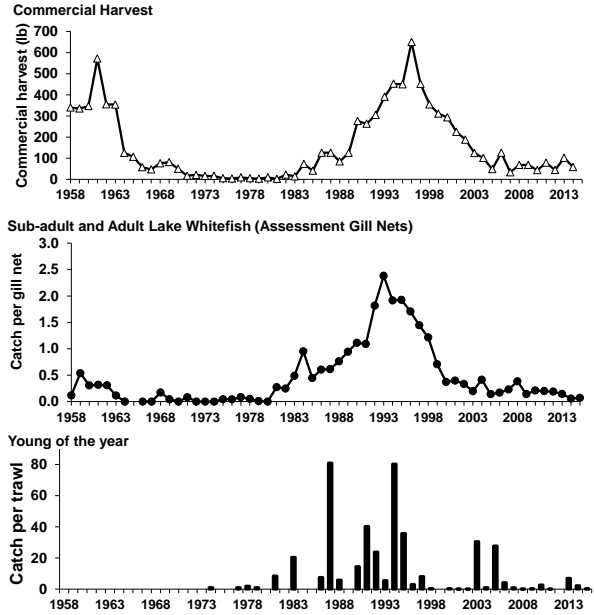 Commercial Harvest
Commercial harvest (lb)
700
600
500
400
300
200
100
0
1958 1963 1968 1973 1978 1983 1988 1993 1998 2003 2008 2013
Sub-adult and Adult Lake Whitefish (Assessment Gill Nets)
Catch per gill net
3.0
2.5
2.0
1.5
1.0
0.5
0.0
1958 1963 1968 1973 1978 1983 1988 1993 1998 2003 2008 2013
Young of the year
Catch per trawl
80
60
40
20
0
1958 1963 1968 1973 1978 1983 1988 1993 1998 2003 2008 2013